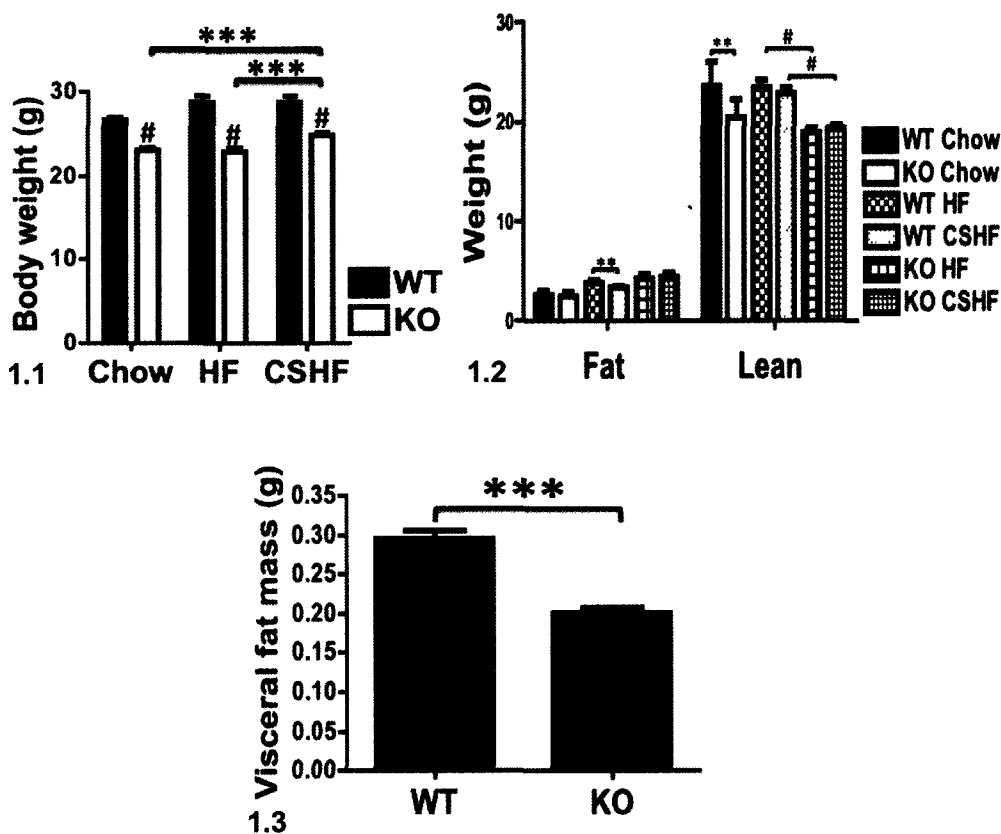 ***
***
30
20
10
0
Body weight (g)
#
#
#
WT
KO
Chow HF CSHF
1.1
30
20
10
0
Weight (g)
**
#
#
**
Fat Lean
WT Chow
KO Chow
WT HF
WT CSHF
KO HF
KO CSHF
1.2
***
0.35
0.30
0.25
0.20
0.15
0.10
0.05
0.00
Visceral fat mass (g)
WT KO
1.3